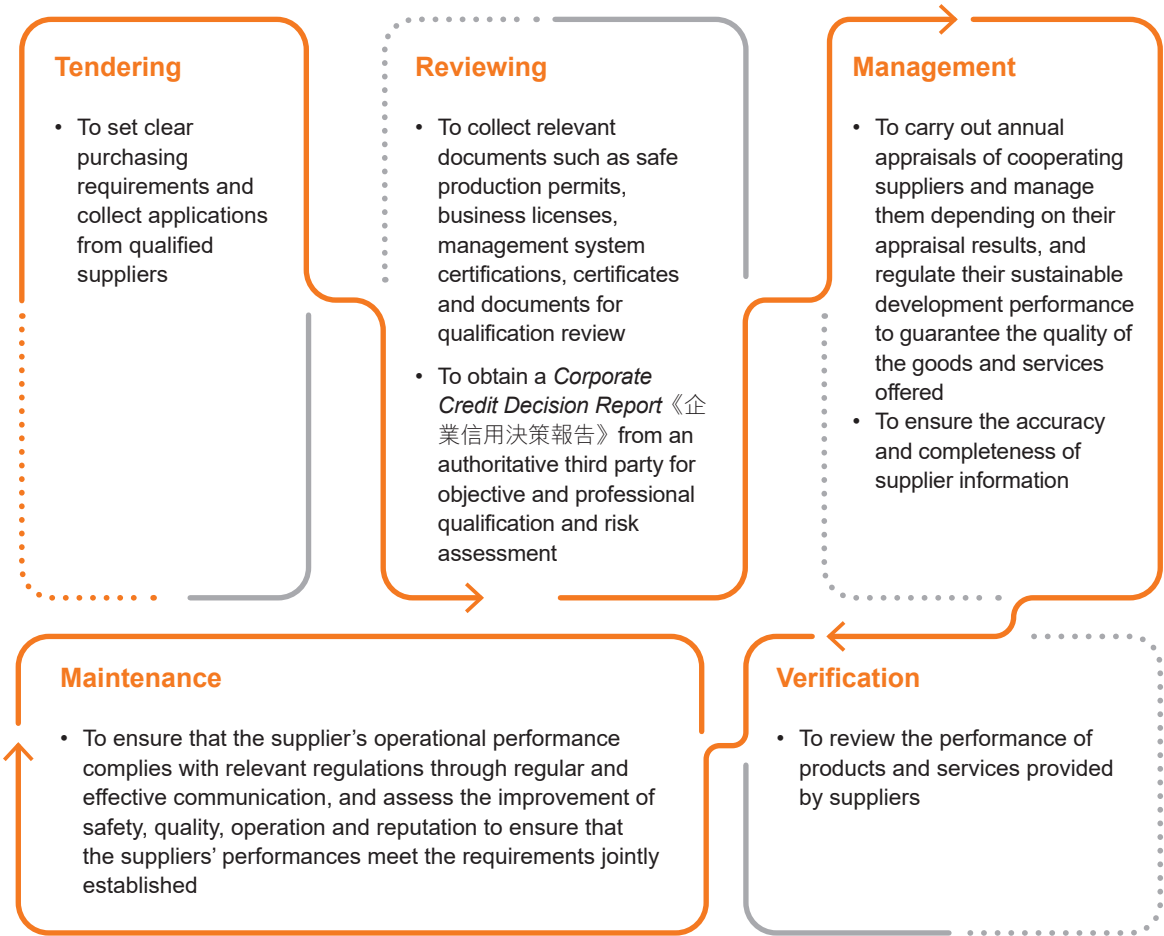 Tendering
• To set clear
purchasing
requirements and
collect applications
from qualified
suppliers
Reviewing
• To collect relevant
documents such as safe
production permits,
business licenses,
management system
certifications, certificates
and documents for
qualification review
• To obtain a Corporate
Credit Decision Report《企
業信用決策報告》from an
authoritative third party for
objective and professional
qualification and risk
assessment
Management
• To carry out annual
appraisals of cooperating
suppliers and manage
them depending on their
appraisal results, and
regulate their sustainable
development performance
to guarantee the quality of
the goods and services
offered
• To ensure the accuracy
and completeness of
supplier information
Maintenance
• To ensure that the supplier’s operational performance
complies with relevant regulations through regular and
effective communication, and assess the improvement of
safety, quality, operation and reputation to ensure that
the suppliers’ performances meet the requirements jointly
established
Verification
• To review the performance of
products and services provided
by suppliers